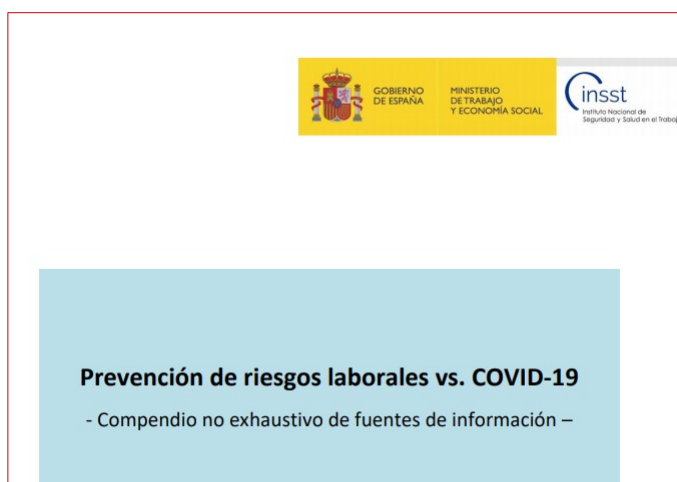 GOBIERNO
DE ESPAÑA
MINISTERIO
DE TRABAJO
Y ECONOMÍA SOCIAL
insst
Instituto Nacional de
Seguridad y Salud en el Trabaj
Prevención de riesgos laborales vs. COVID-19
- Compendio no exhaustivo de fuentes de información –